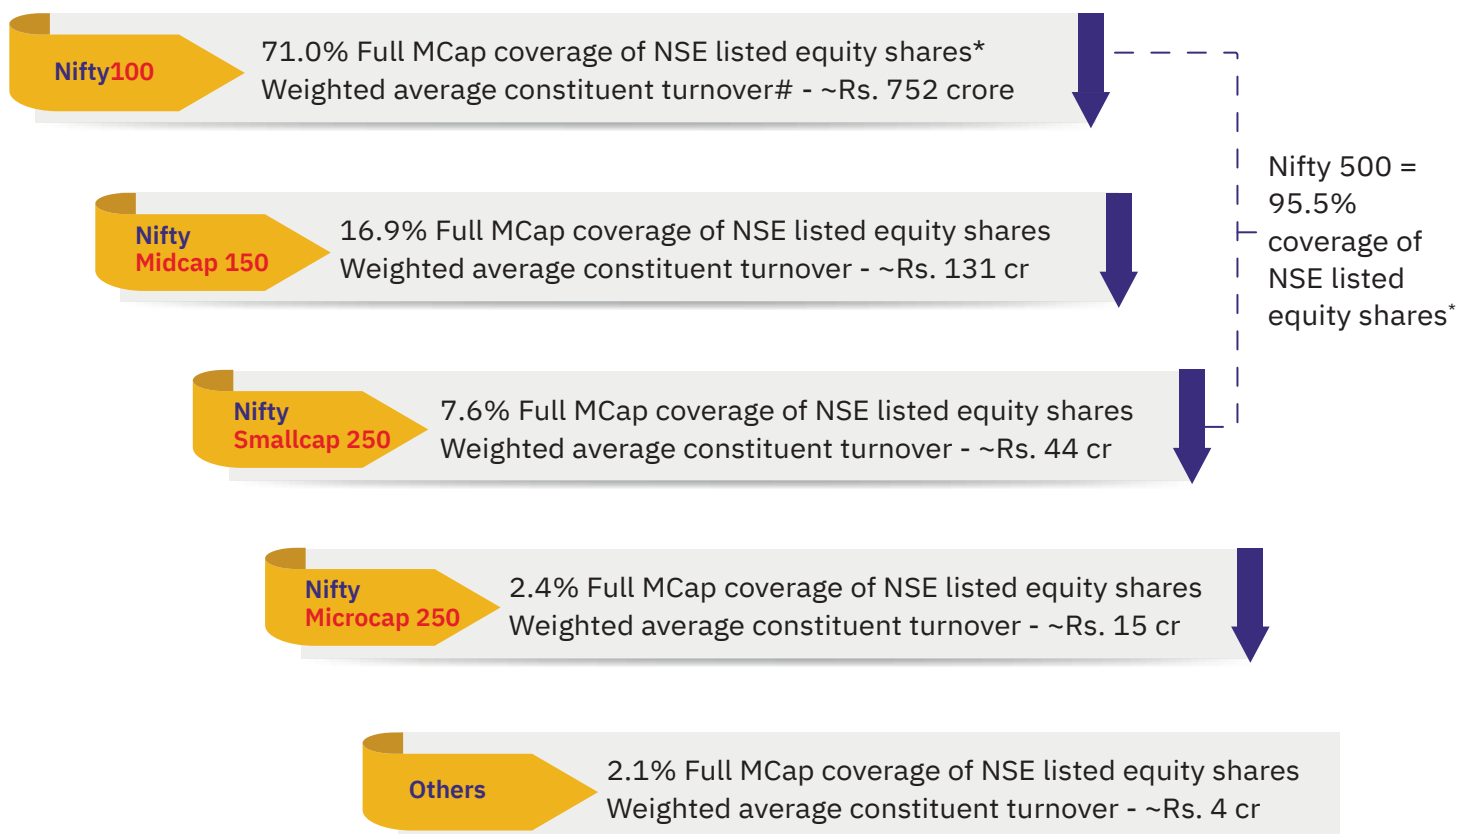 Nifty100
71.0% Full MCap coverage of NSE listed equity shares*
Weighted average constituent turnover# - ~Rs. 752 crore
Nifty
Midcap 150
16.9% Full MCap coverage of NSE listed equity shares
Weighted average constituent turnover - ~Rs. 131 cr
Nifty 500 =
95.5%
coverage of
NSE listed
equity shares*
Nifty
Smallcap 250
7.6% Full MCap coverage of NSE listed equity shares
Weighted average constituent turnover - ~Rs. 44 cr
Nifty
Microcap 250
2.4% Full MCap coverage of NSE listed equity shares
Weighted average constituent turnover - ~Rs. 15 cr
Others
2.1% Full MCap coverage of NSE listed equity shares
Weighted average constituent turnover - ~Rs. 4 cr